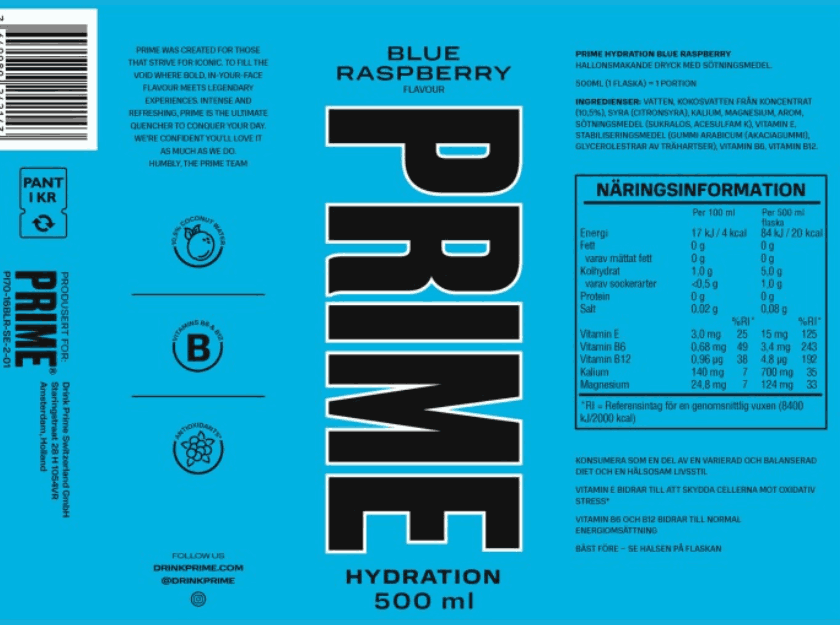 PANT
1 KR
PRODUSERT FOR:
PRIME®
Drink Prime Switzerland GmbH
Staringstraat 28 H 1054VR
Amsterdam, Holland
P170-16BLR-SE-2-01
PRIME WAS CREATED FOR THOSE
THAT STRIVE FOR ICONIC. TO FILL THE
VOID WHERE BOLD, IN-YOUR-FACE
FLAVOUR MEETS LEGENDARY
EXPERIENCES. INTENSE AND
REFRESHING, PRIME IS THE ULTIMATE
QUENCHER TO CONQUER YOUR DAY.
WE'RE CONFIDENT YOU'LL LOVE IT
AS MUCH AS WE DO.
HUMBLY, THE PRIME TEAM
10.5% COCONUT WATER
VITAMINS B6 & B12
B
ANTIOXIDANTS*
FOLLOW US
DRINKPRIME.COM
@DRINKPRIME
BLUE
RASPBERRY
FLAVOUR
PRIME
HYDRATION
500 ml
PRIME HYDRATION BLUE RASPBERRY
HALLONSMAKANDE DRYCK MED SÖTNINGSMEDEL.
500ML (1 FLASKA) = 1 PORTION
INGREDIENSER: VATTEN, KOKOSVATTEN FRÅN KONCENTRAT
(10,5%), SYRA (CITRONSYRA), KALIUM, MAGNESIUM, AROM,
SÖTNINGSMEDEL (SUKRALOS, ACESULFAM K), VITAMIN E,
STABILISERINGSMEDEL (GUMMI ARABICUM (AKACIAGUMMI),
GLYCEROLESTRAR AV TRÄHARTSER), VITAMIN B6, VITAMIN B12.
NÄRINGSINFORMATION
Per 100 ml Per 500 ml
flaska
Energi 17 kJ / 4 kcal 84 kJ / 20 kcal
Fett 0 g 0 g
varav mättat fett 0 g 0 g
Kolhydrat 1,0 g 5,0 g
varav sockerarter <0,5 g 1,0 g
Protein 0 g 0 g
Salt 0.02 g 0,08 g
%RI* %RI*
Vitamin E 3,0 mg 25 15 mg 125
Vitamin B6 0,68 mg 49 3,4 mg 243
Vitamin B12 0,96 µg 38 4,8 µg 192
Kalium 140 mg 7 700 mg 35
Magnesium 24,8 mg 7 124 mg 33
*RI = Referensintag för en genomsnittlig vuxen (8400
kJ/2000 kcal)
KONSUMERA SOM EN DEL AV EN VARIERAD OCH BALANSERAD
DIET OCH EN HÄLSOSAM LIVSSTIL
VITAMIN E BIDRAR TILL ATT SKYDDA CELLERNA MOT OXIDATIV
STRESS*
VITAMIN B6 OCH B12 BIDRAR TILL NORMAL
ENERGIOMSÄTTNING
BÄST FÖRE – SE HALSEN PÅ FLASKAN